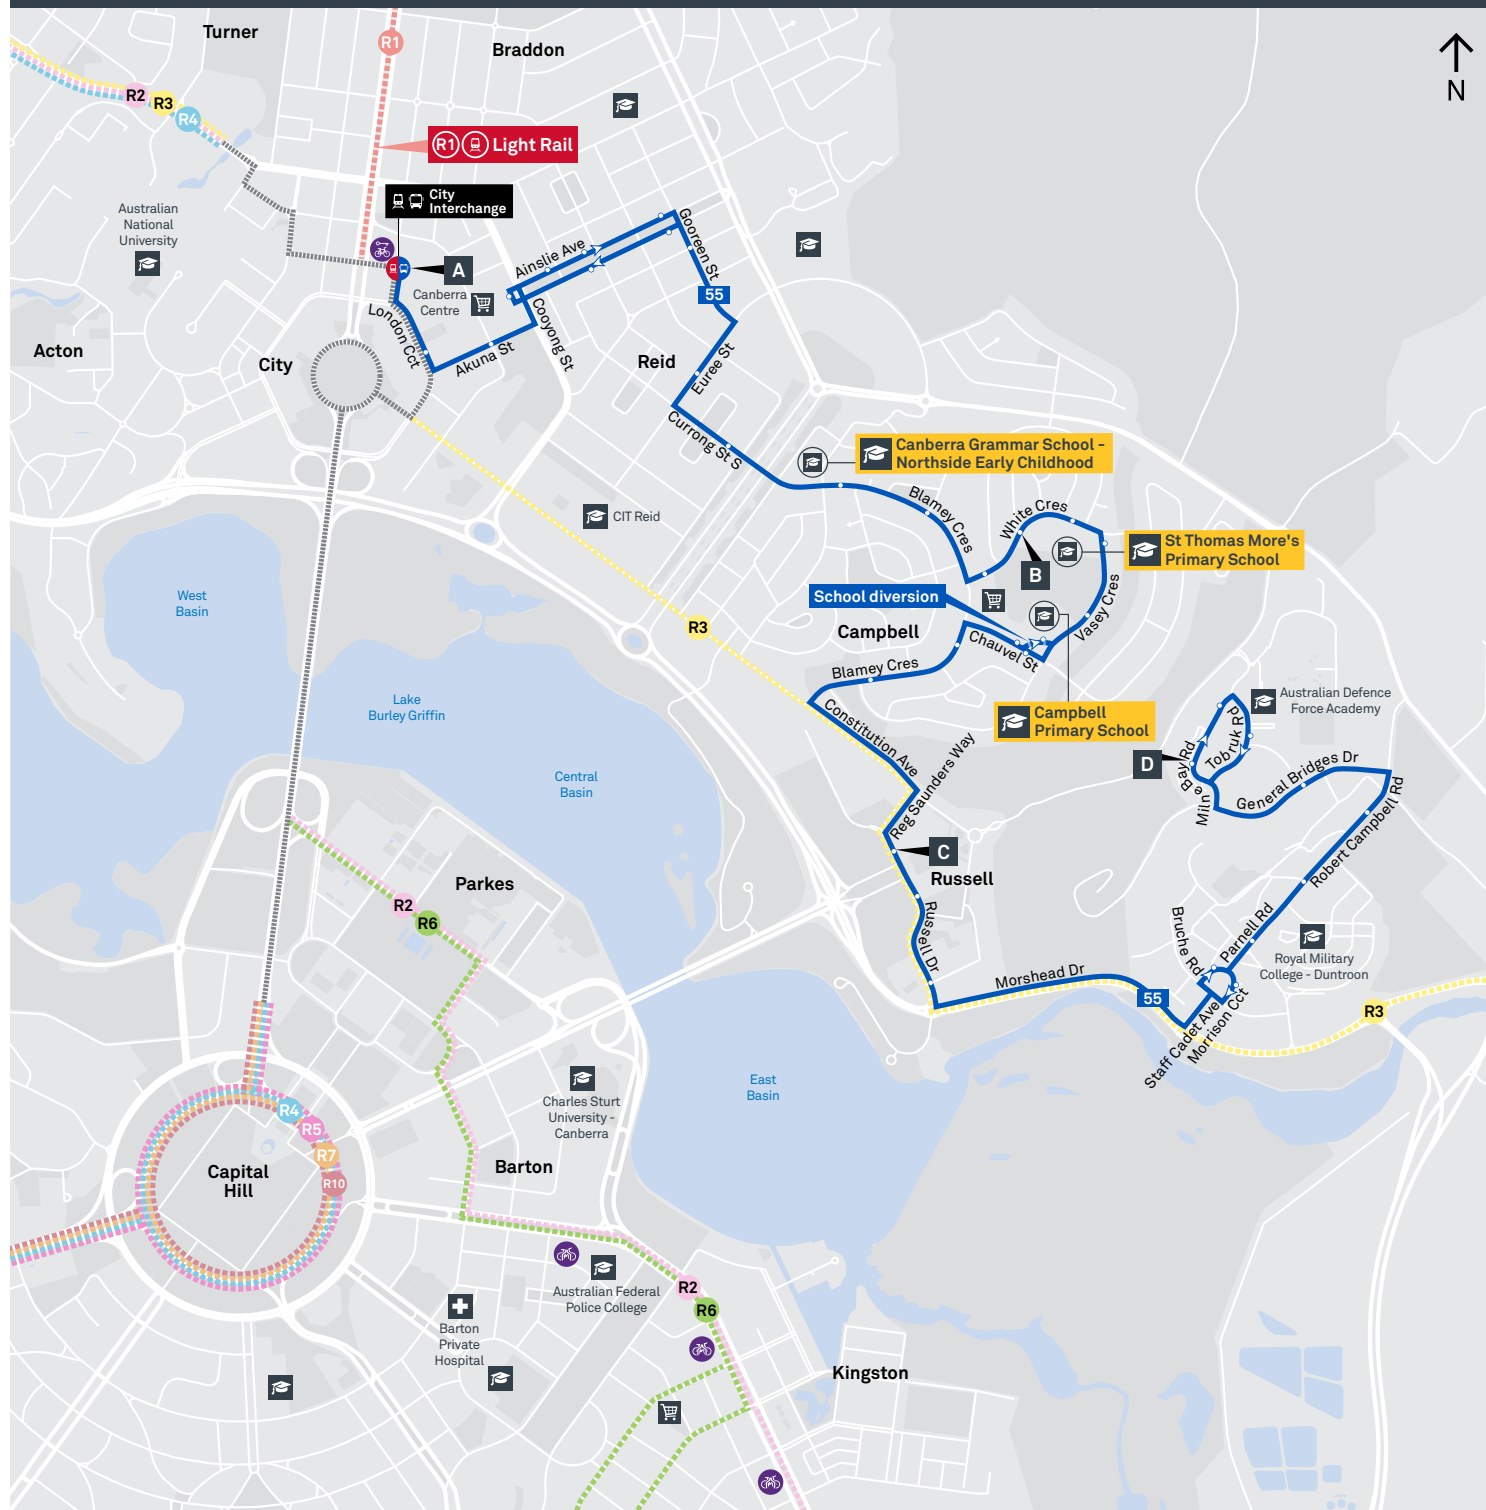 Turner
Braddon
R1
N
R2
R3
R4
R1 Light Rail
City
Interchange
Australian
National
University
A
Ainslie Ave
Gooreen St
55
Canberra
Centre
London Cct
Cooyong St
Akuna St
Acton
City
Reid
Euree St
Currong St S
Canberra Grammar School -
Northside Early Childhood
CIT Reid
Blamey Cres
White Cres
B
St Thomas More's
Primary School
School diversion
Vasey Cres
West
Basin
R3
Campbell
Chauvel St
Blamey Cres
Lake
Burley Griffin
Constitution Ave
Campbell
Primary School
Australian Defence
Force Academy
Tobruk Rd
D
Milne Bay Rd
General Bridges Dr
Central
Basin
Reg Saunders Way
Robert Campbell Rd
C
Russell
Parkes
R2
R6
Russell Dr
Bruche Rd
Parnell Rd
Royal Military
College - Duntroon
Morshead Dr
55
Staff Cadet Ave
Morrison Cct
R3
East
Basin
Charles Sturt
University -
Canberra
R4
R5
R7
R10
Capital
Hill
Barton
Australian Federal
Police College
R2
R6
Barton
Private
Hospital
Kingston